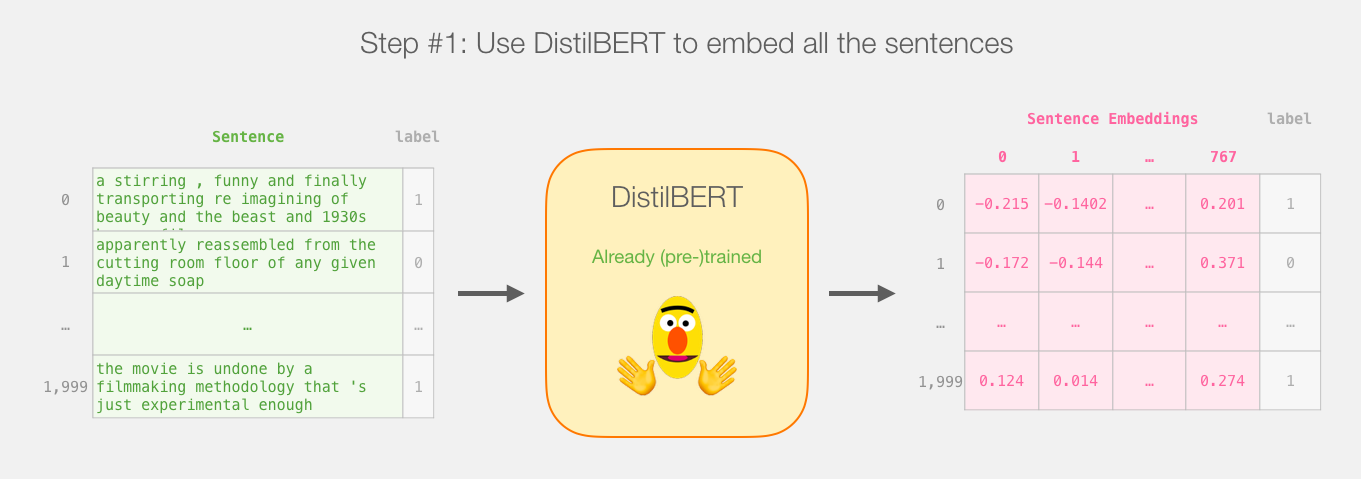 Step #1: Use DistilBERT to embed all the sentences
Sentence label
0 a stirring , funny and finally
transporting re imagining of
beauty and the beast and 1930s
1
1 apparently reassembled from the
cutting room floor of any given
daytime soap
0
… … …
1,999 the movie is undone by a
filmmaking methodology that 's
just experimental enough
1
DistilBERT
Already (pre-)trained
Sentence Embeddings label
0 1 … 767
0 -0.215 -0.1402 … 0.201 1
1 -0.172 -0.144 … 0.371 0
… … … … … …
1,999 0.124 0.014 … 0.274 1